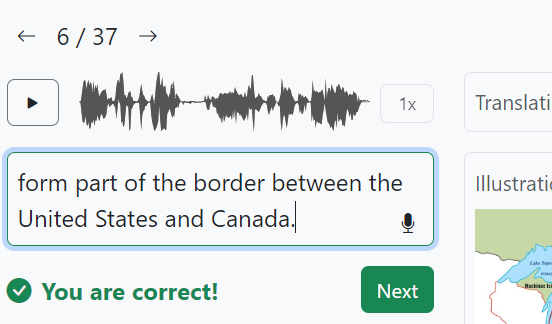 ← 6 / 37 →
1x
form part of the border between the
United States and Canada.
You are correct!
Next
Translati
Illustratio
Lake Sup
Mackinac Isl